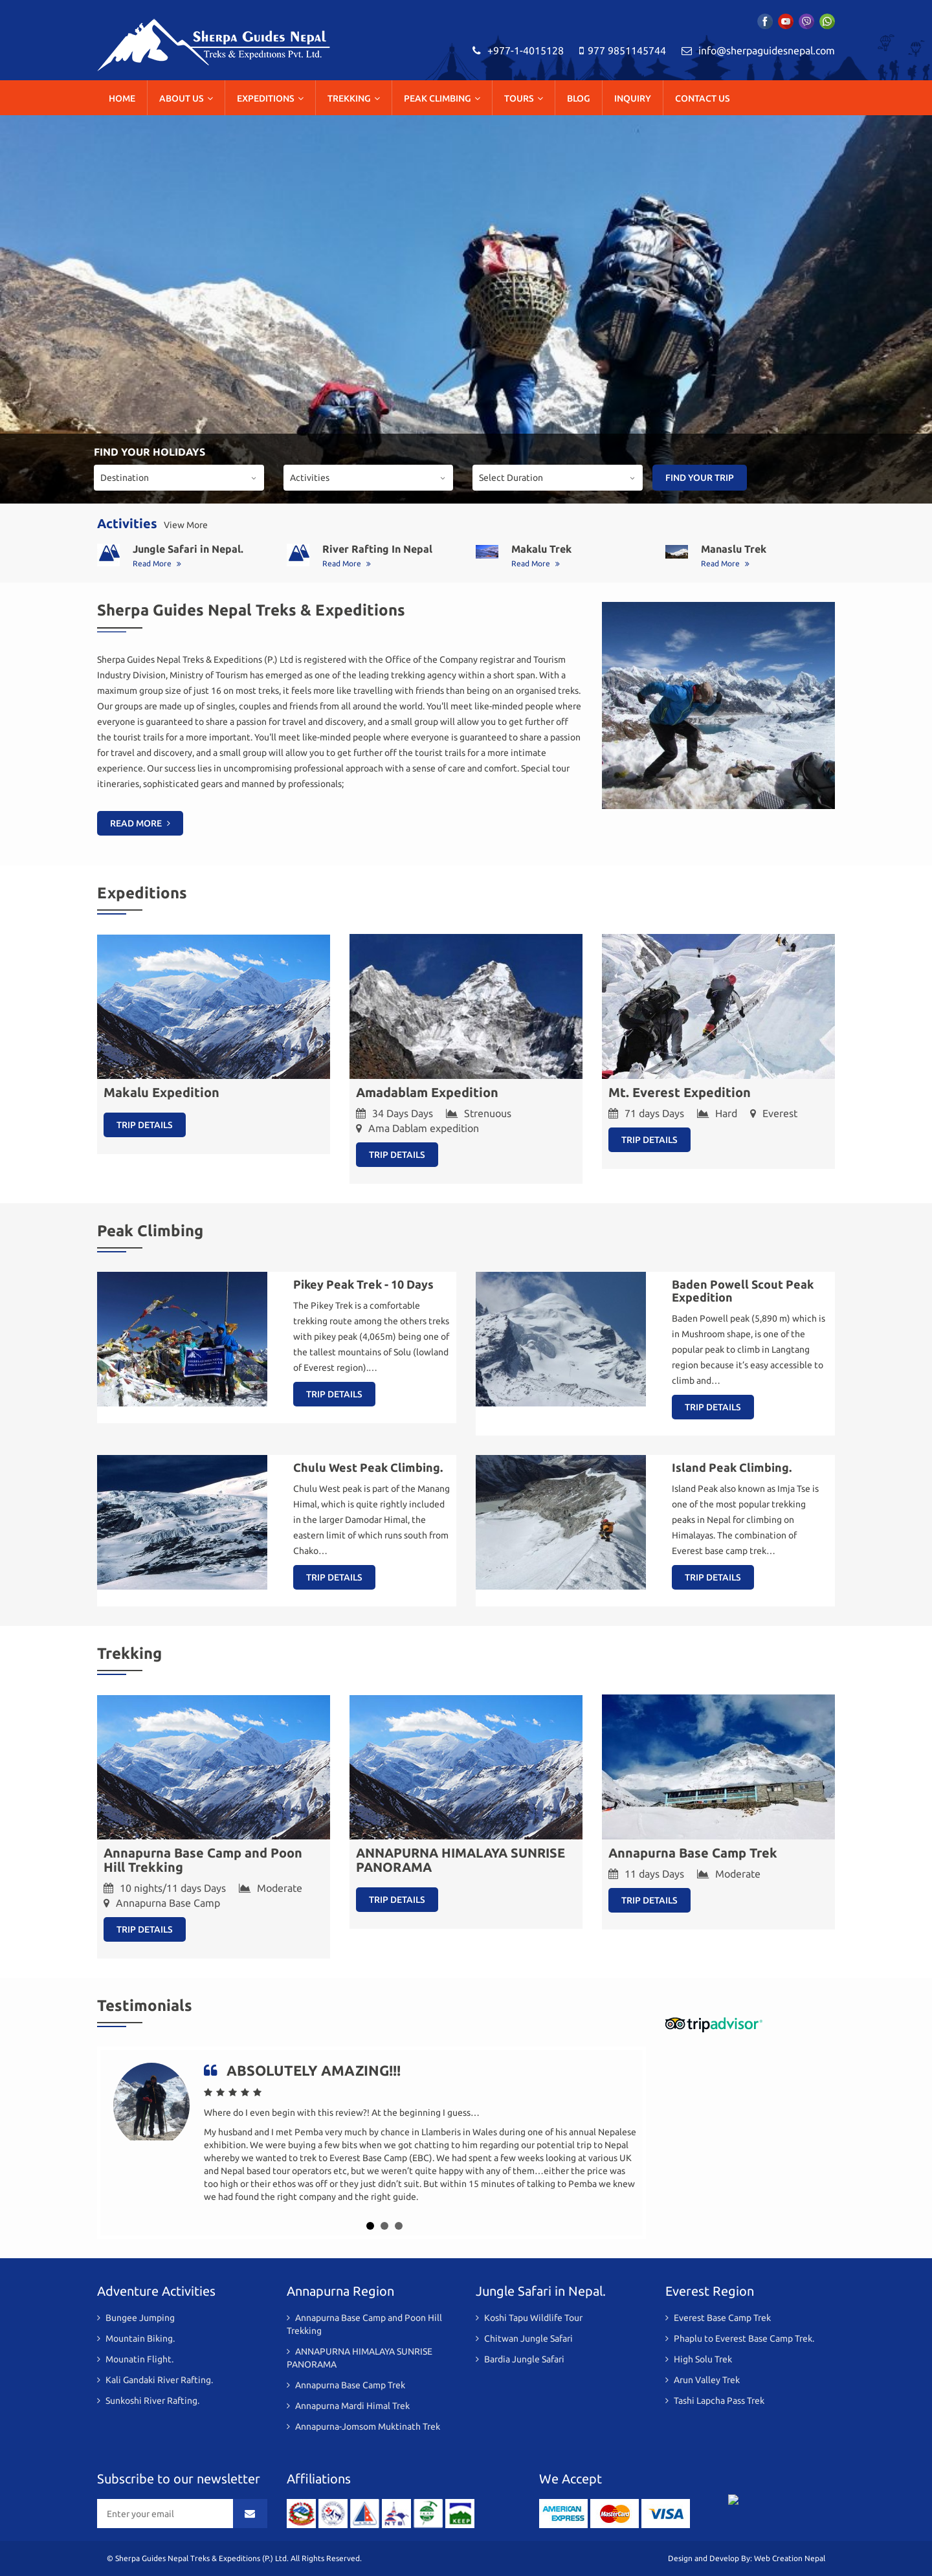 Sherpa Guides Nepal
Treks & Expeditions Pvt. Ltd.
+977-1-4015128 977 9851145744 info@sherpaguidesnepal.com
HOME ABOUT US EXPEDITIONS TREKKING PEAK CLIMBING TOURS BLOG INQUIRY CONTACT US
FIND YOUR HOLIDAYS
Destination Activities Select Duration FIND YOUR TRIP
Activities View More
Jungle Safari in Nepal.
Read More »
River Rafting In Nepal
Read More »
Makalu Trek
Read More »
Manaslu Trek
Read More »
Sherpa Guides Nepal Treks & Expeditions
Sherpa Guides Nepal Treks & Expeditions (P.) Ltd is registered with the Office of the Company registrar and Tourism
Industry Division, Ministry of Tourism has emerged as one of the leading trekking agency within a short span. With a
maximum group size of just 16 on most treks, it feels more like travelling with friends than being on an organised treks.
Our groups are made up of singles, couples and friends from all around the world. You'll meet like-minded people where
everyone is guaranteed to share a passion for travel and discovery, and a small group will allow you to get further off
the tourist trails for a more important. You'll meet like-minded people where everyone is guaranteed to share a passion
for travel and discovery, and a small group will allow you to get further off the tourist trails for a more intimate
experience. Our success lies in uncompromising professional approach with a sense of care and comfort. Special tour
itineraries, sophisticated gears and manned by professionals;
READ MORE
Expeditions
Makalu Expedition
TRIP DETAILS
Amadablam Expedition
34 Days Days Strenuous
Ama Dablam expedition
TRIP DETAILS
Mt. Everest Expedition
71 days Days Hard Everest
TRIP DETAILS
Peak Climbing
Pikey Peak Trek - 10 Days
The Pikey Trek is a comfortable
trekking route among the others treks
with pikey peak (4,065m) being one of
the tallest mountains of Solu (lowland
of Everest region)....
TRIP DETAILS
Baden Powell Scout Peak
Expedition
Baden Powell peak (5,890 m) which is
in Mushroom shape, is one of the
popular peak to climb in Langtang
region because it's easy accessible to
climb and…
TRIP DETAILS
Chulu West Peak Climbing.
Chulu West peak is part of the Manang
Himal, which is quite rightly included
in the larger Damodar Himal, the
eastern limit of which runs south from
Chako…
TRIP DETAILS
Island Peak Climbing.
Island Peak also known as Imja Tse is
one of the most popular trekking
peaks in Nepal for climbing on
Himalayas. The combination of
Everest base camp trek…
TRIP DETAILS
Trekking
Annapurna Base Camp and Poon
Hill Trekking
10 nights/11 days Days Moderate
Annapurna Base Camp
TRIP DETAILS
ANNAPURNA HIMALAYA SUNRISE
PANORAMA
TRIP DETAILS
Annapurna Base Camp Trek
11 days Days Moderate
TRIP DETAILS
Testimonials
tripadvisor
ABSOLUTELY AMAZING!!!
Where do I even begin with this review?! At the beginning I guess…
My husband and I met Pemba very much by chance in Llamberis in Wales during one of his annual Nepalese
exhibition. We were buying a few bits when we got chatting to him regarding our potential trip to Nepal
whereby we wanted to trek to Everest Base Camp (EBC). We had spent a few weeks looking at various UK
and Nepal based tour operators etc, but we weren't quite happy with any of them…either the price was
too high or their ethos was off or they just didn't suit. But within 15 minutes of talking to Pemba we knew
we had found the right company and the right guide.
Adventure Activities
Bungee Jumping
Mountain Biking.
Mounatin Flight.
Kali Gandaki River Rafting.
Sunkoshi River Rafting.
Annapurna Region
Annapurna Base Camp and Poon Hill
Trekking
ANNAPURNA HIMALAYA SUNRISE
PANORAMA
Annapurna Base Camp Trek
Annapurna Mardi Himal Trek
Annapurna-Jomsom Muktinath Trek
Jungle Safari in Nepal.
Koshi Tapu Wildlife Tour
Chitwan Jungle Safari
Bardia Jungle Safari
Everest Region
Everest Base Camp Trek
Phaplu to Everest Base Camp Trek.
High Solu Trek
Arun Valley Trek
Tashi Lapcha Pass Trek
Subscribe to our newsletter
Enter your email
Affiliations
NTB
KEEP
We Accept
AMERICAN
EXPRESS
MasterCard
VISA
© Sherpa Guides Nepal Treks & Expeditions (P.) Ltd. All Rights Reserved.
Design and Develop By: Web Creation Nepal